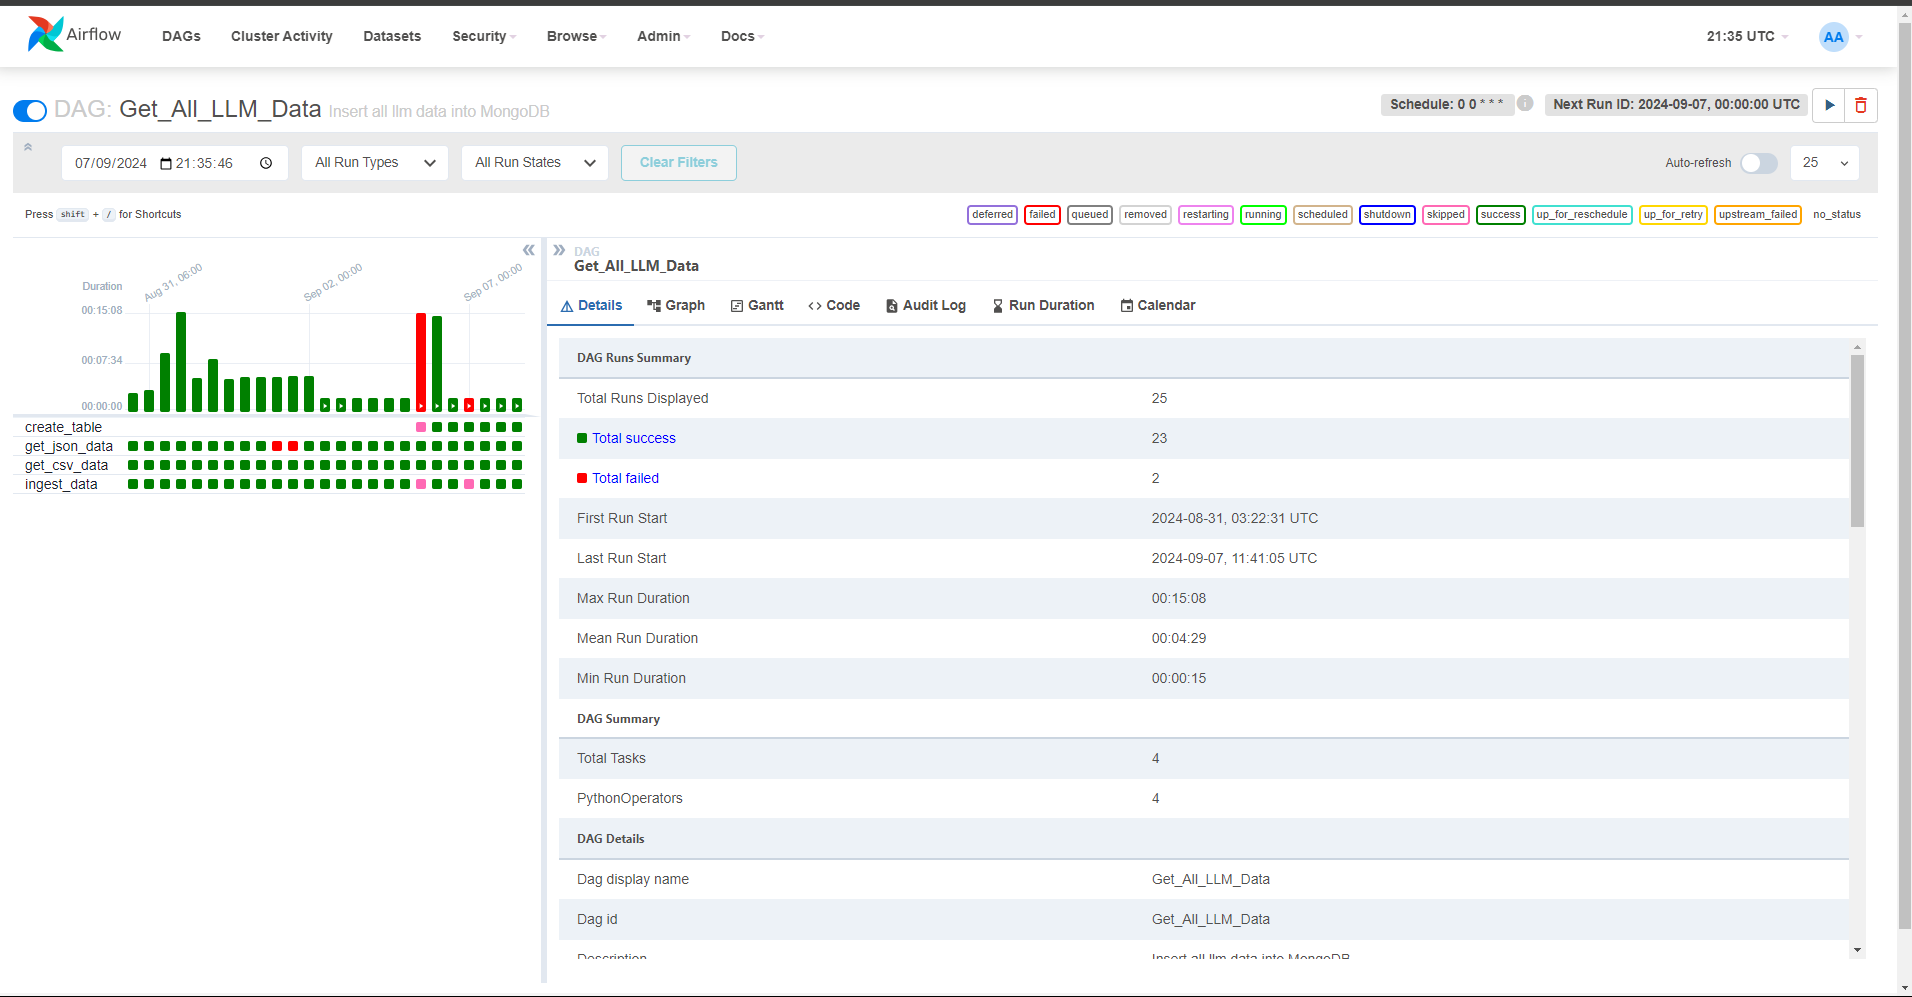 Airflow DAGs Cluster Activity Datasets Security Browse Admin Docs 21:35 UTC AA
DAG: Get_All_LLM_Data Insert all llm data into MongoDB Schedule: 0 0 * * * i Next Run ID: 2024-09-07, 00:00:00 UTC
07/09/2024 21:35:46 All Run Types All Run States Clear Filters Auto-refresh 25
Press shift + / for Shortcuts deferred failed queued removed restarting running scheduled shutdown skipped success up_for_reschedule up_for_retry upstream_failed no_status
Duration
Aug 31, 06:00
Sep 02, 00:00
Sep 07, 00:00
00:15:08
00:07:34
00:00:00
create_table
get_json_data
get_csv_data
ingest_data
DAG
Get_All_LLM_Data
Details Graph Gantt Code Audit Log Run Duration Calendar
DAG Runs Summary
Total Runs Displayed 25
Total success 23
Total failed 2
First Run Start 2024-08-31, 03:22:31 UTC
Last Run Start 2024-09-07, 11:41:05 UTC
Max Run Duration 00:15:08
Mean Run Duration 00:04:29
Min Run Duration 00:00:15
DAG Summary
Total Tasks 4
PythonOperators 4
DAG Details
Dag display name Get_All_LLM_Data
Dag id Get_All_LLM_Data
Description Insert all llm data into MongoDB